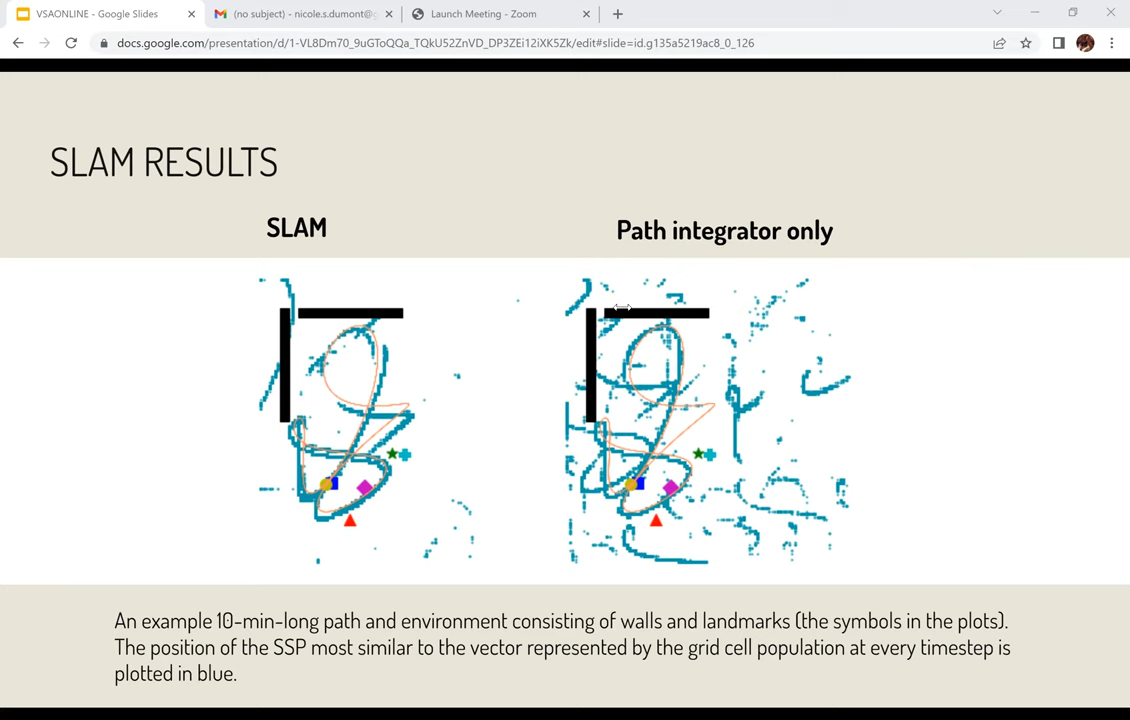 VSAONLINE - Google Slides
(no subject) - nicole.s.dumont@g
Launch Meeting - Zoom
docs.google.com/presentation/d/1-VL8Dm70_9uGToQQa_TQkU52ZnVD_DP3ZEi12iXK5Zk/edit#slide=id.g135a5219ac8_0_126
SLAM RESULTS
SLAM
Path integrator only
An example 10-min-long path and environment consisting of walls and landmarks (the symbols in the plots).
The position of the SSP most similar to the vector represented by the grid cell population at every timestep is
plotted in blue.